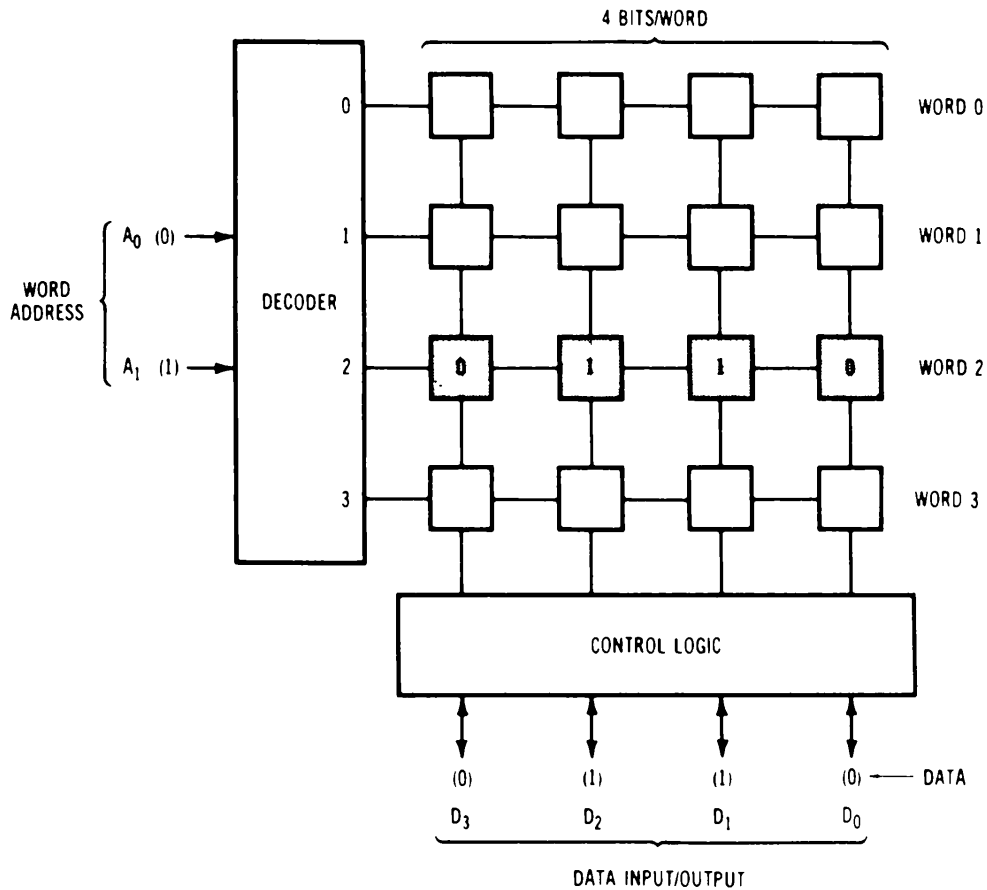 4 BITS/WORD
0
WORD 0
A₀ (0)
1
WORD 1
WORD
ADDRESS
DECODER
A₁ (1)
2
0 1 1 0
WORD 2
3
WORD 3
CONTROL LOGIC
(0) (1) (1) (0) DATA
D₃ D₂ D₁ D₀
DATA INPUT/OUTPUT